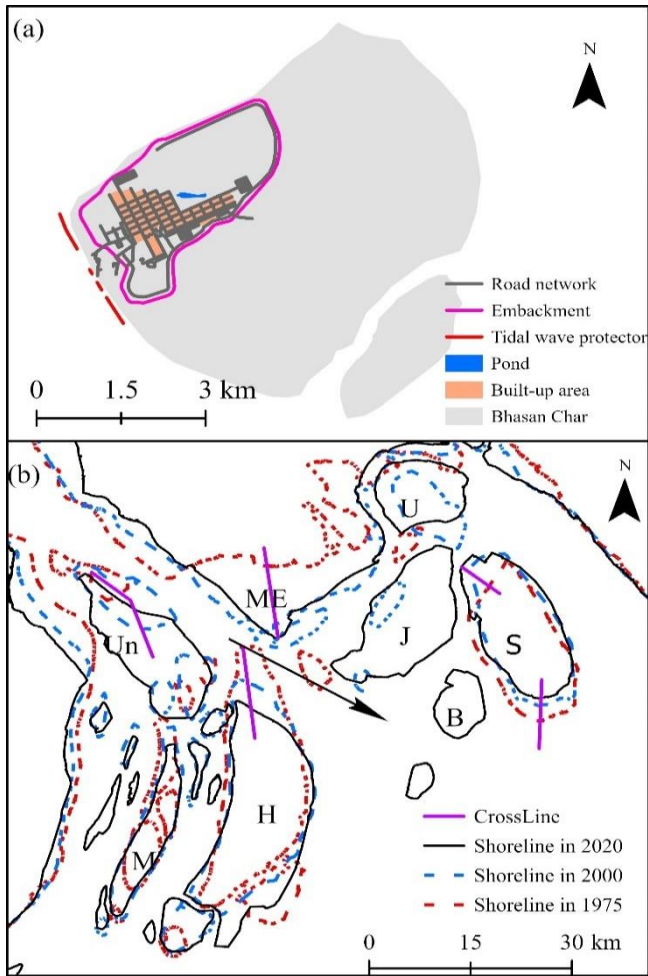 (a)
N
Road network
Embackment
Tidal wave protector
Pond
Built-up area
Bhasan Char
0 1.5 3 km
(b)
N
U
ME
Un
J
S
B
H
M
CrossLine
Shoreline in 2020
Shoreline in 2000
Shoreline in 1975
0 15 30 km